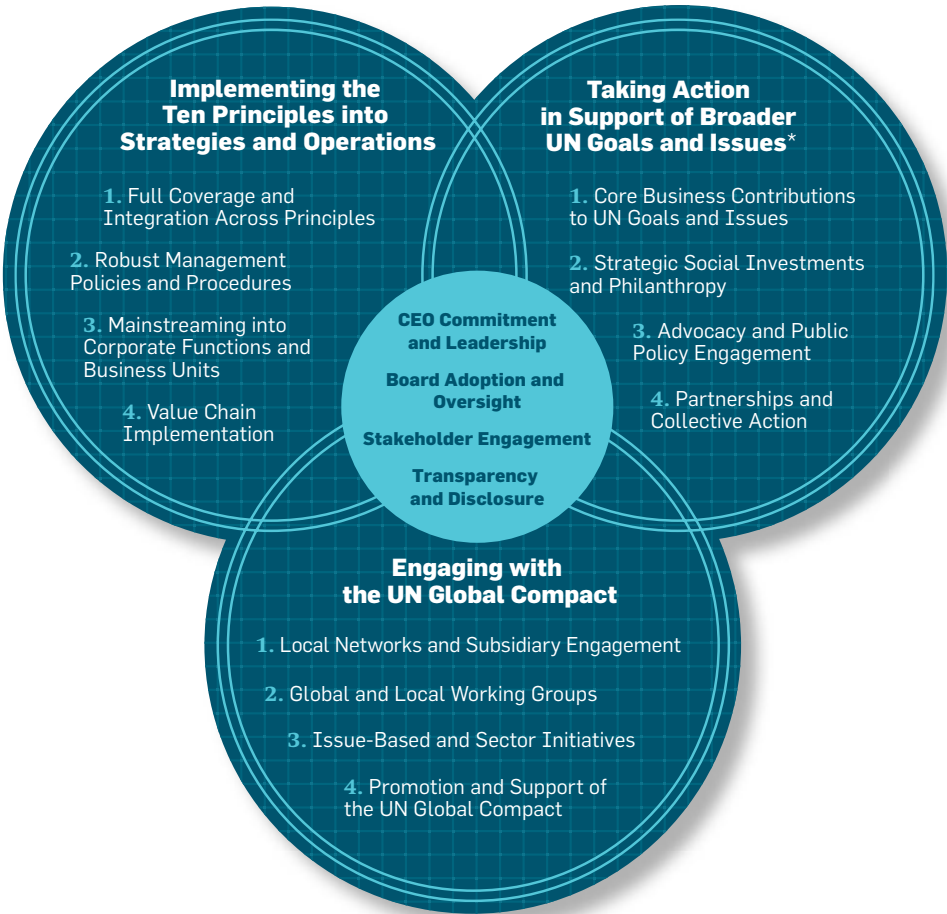 Implementing the
Ten Principles into
Strategies and Operations
1. Full Coverage and
Integration Across Principles
2. Robust Management
Policies and Procedures
3. Mainstreaming into
Corporate Functions and
Business Units
4. Value Chain
Implementation
Taking Action
in Support of Broader
UN Goals and Issues*
1. Core Business Contributions
to UN Goals and Issues
2. Strategic Social Investments
and Philanthropy
3. Advocacy and Public
Policy Engagement
4. Partnerships and
Collective Action
CEO Commitment
and Leadership
Board Adoption and
Oversight
Stakeholder Engagement
Transparency
and Disclosure
Engaging with
the UN Global Compact
1. Local Networks and Subsidiary Engagement
2. Global and Local Working Groups
3. Issue-Based and Sector Initiatives
4. Promotion and Support of
the UN Global Compact